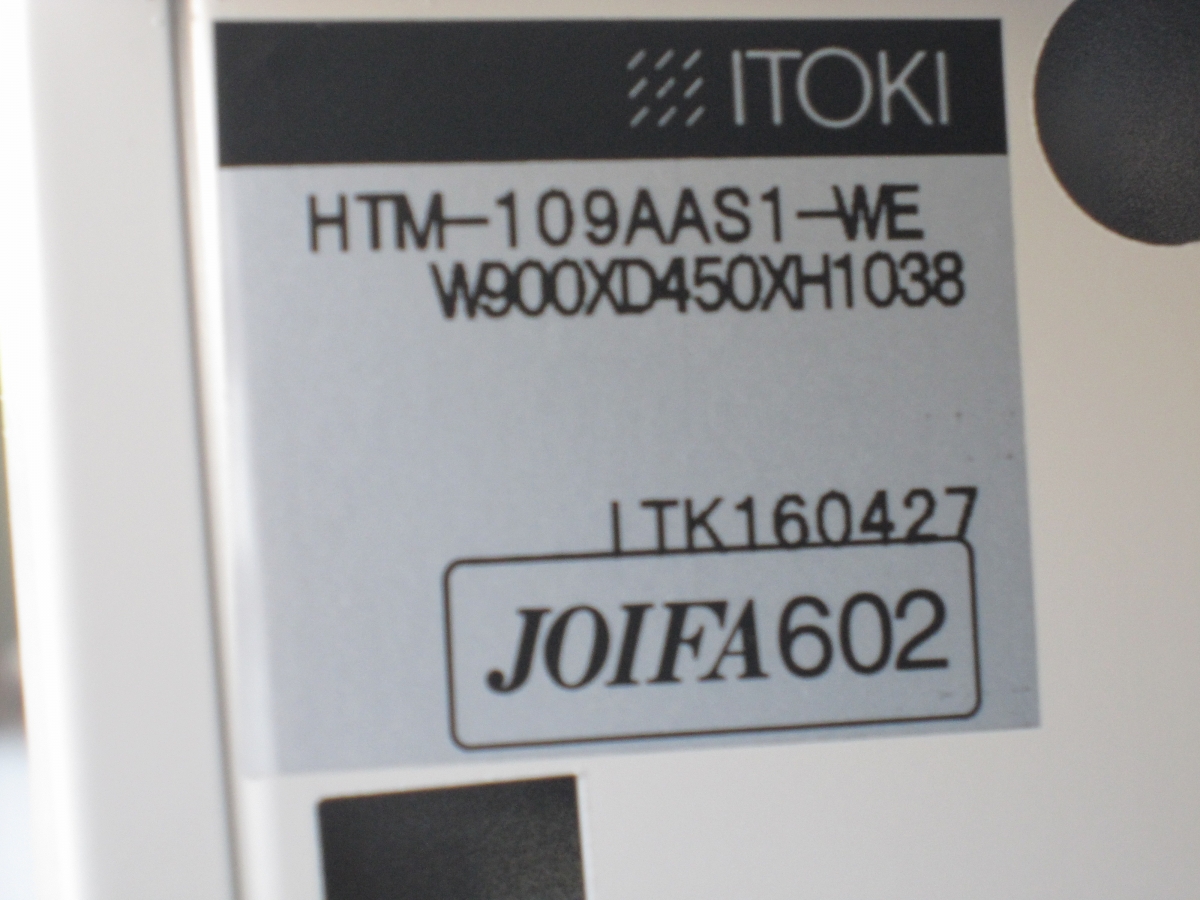 ITOKI
HTM-109AAS1-WE
W900XD450XH1038
ITK160427
JOIFA602